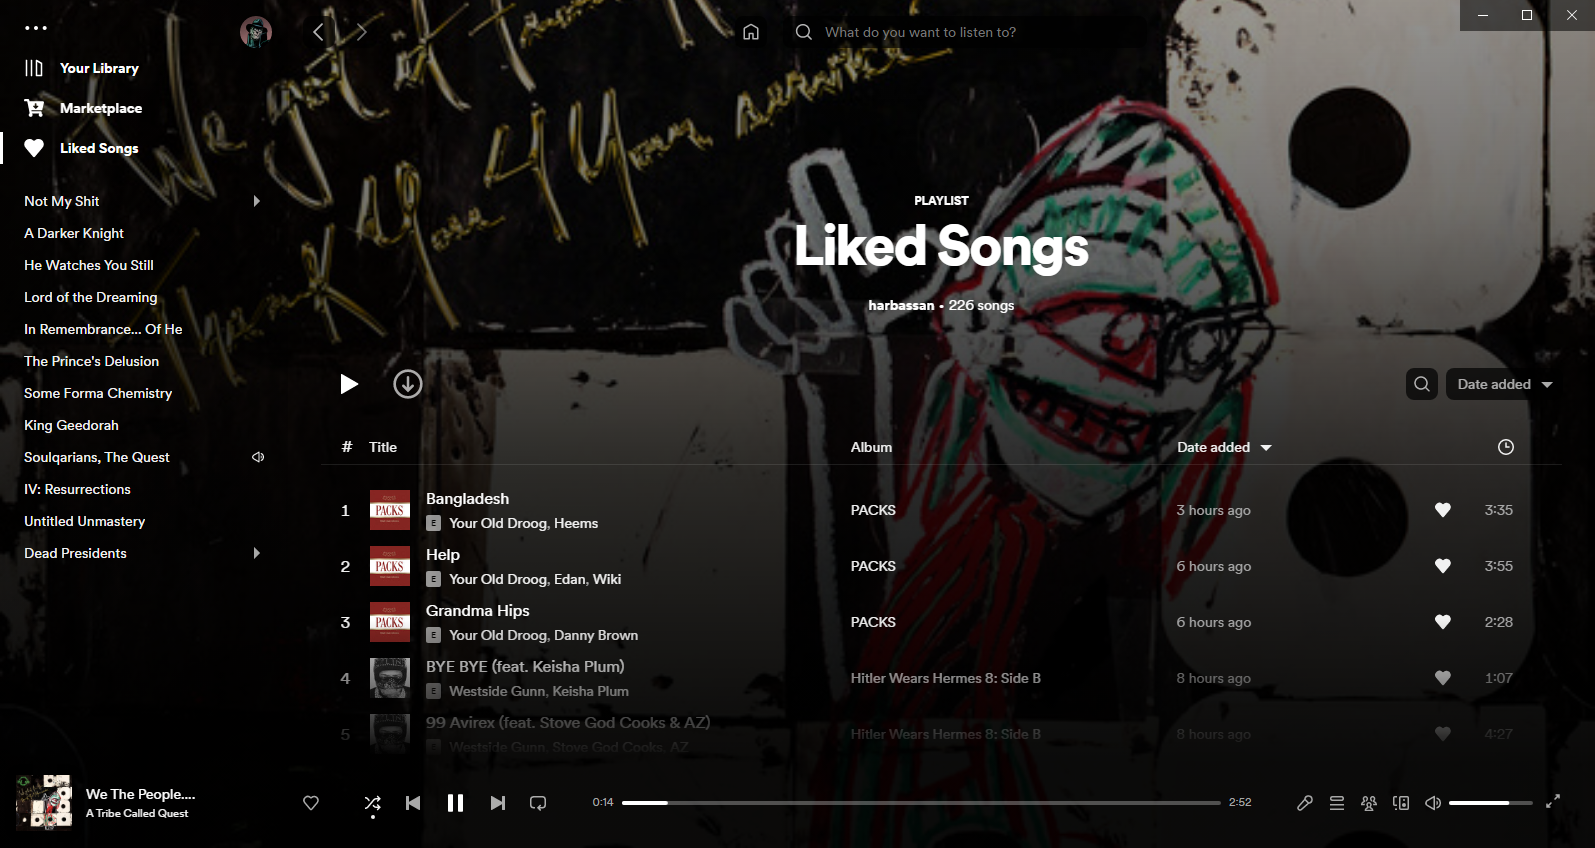 What do you want to listen to?
Your Library
Marketplace
Liked Songs
Not My Shit
A Darker Knight
He Watches You Still
Lord of the Dreaming
In Remembrance... Of He
The Prince's Delusion
Some Forma Chemistry
King Geedorah
Soulqarians, The Quest
IV: Resurrections
Untitled Unmastery
Dead Presidents
PLAYLIST
Liked Songs
harbassan • 226 songs
Date added
# Title Album Date added
1 PACKS Bangladesh PACKS 3 hours ago 3:35
E Your Old Droog, Heems
2 PACKS Help PACKS 6 hours ago 3:55
E Your Old Droog, Edan, Wiki
3 PACKS Grandma Hips PACKS 6 hours ago 2:28
E Your Old Droog, Danny Brown
4 BYE BYE (feat. Keisha Plum) Hitler Wears Hermes 8: Side B 8 hours ago 1:07
E Westside Gunn, Keisha Plum
5 99 Avirex (feat. Stove God Cooks & AZ) Hitler Wears Hermes 8: Side B 8 hours ago 4:27
E Westside Gunn, Stove God Cooks, AZ
We The People....
A Tribe Called Quest
0:14 2:52